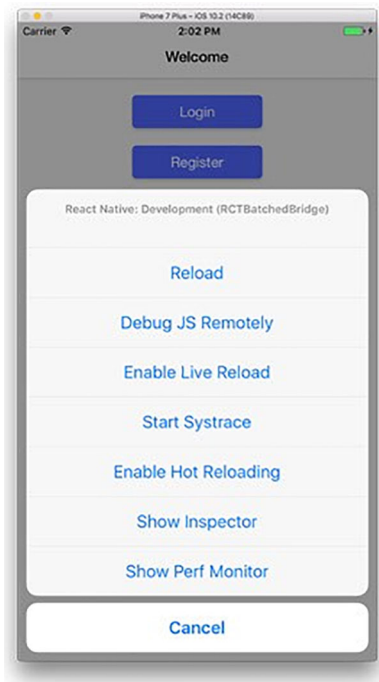 iPhone 7 Plus – iOS 10.2 (14C89)
Carrier 2:02 PM
Welcome
Login
Register
React Native: Development (RCTBatchedBridge)
Reload
Debug JS Remotely
Enable Live Reload
Start Systrace
Enable Hot Reloading
Show Inspector
Show Perf Monitor
Cancel